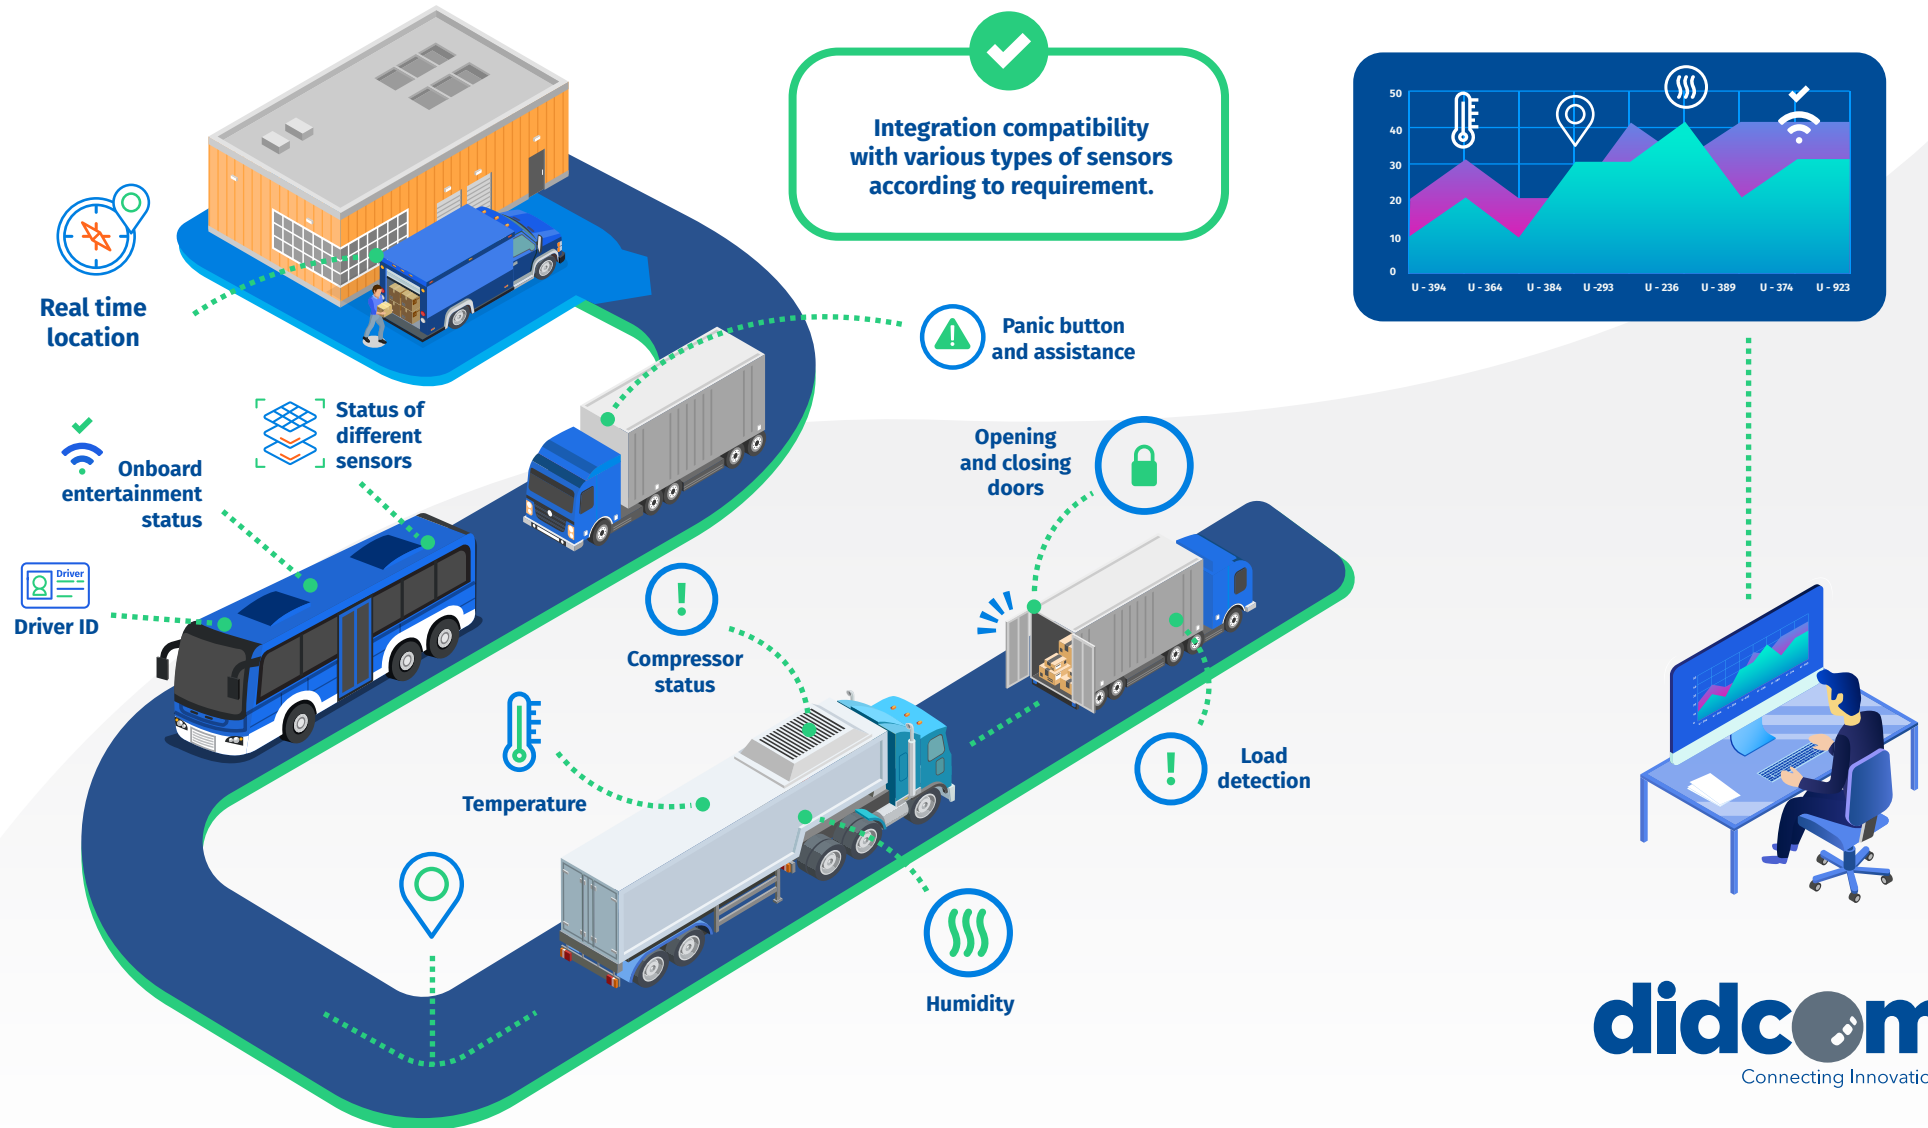 Integration compatibility
with various types of sensors
according to requirement.
50
40
30
20
10
0
U - 394
U - 364
U - 384
U -293
U - 236
U - 389
U - 374
U - 923
Real time
location
Panic button
and assistance
Status of
different
sensors
Onboard
entertainment
status
Opening
and closing
doors
Driver
Driver ID
Compressor
status
Temperature
Load
detection
Humidity
didcom
Connecting Innovatio